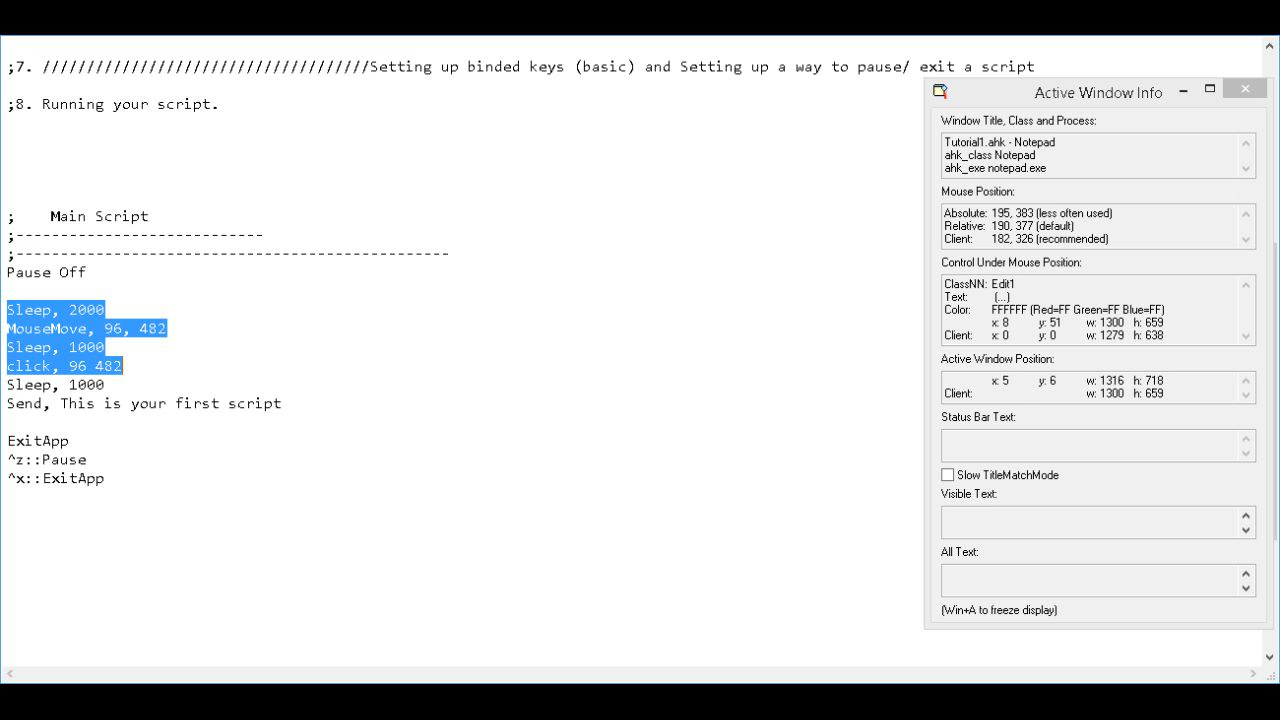 ;7. /////////////////////////////////////Setting up binded keys (basic) and Setting up a way to pause/ exit a script
;8. Running your script.
;    Main Script
;----------------------------
;-------------------------------------------------
Pause Off
Sleep, 2000
MouseMove, 96, 482
Sleep, 1000
click, 96 482
Sleep, 1000
Send, This is your first script
ExitApp
^z::Pause
^x::ExitApp
Active Window Info
Window Title, Class and Process:
Tutorial1.ahk - Notepad
ahk_class Notepad
ahk_exe notepad.exe
Mouse Position:
Absolute: 195, 383 (less often used)
Relative: 190, 377 (default)
Client: 182, 326 (recommended)
Control Under Mouse Position:
ClassNN: Edit1
Text: (...)
Color: FFFFFF (Red=FF Green=FF Blue=FF)
x: 8 y: 51 w: 1300 h: 659
Client: x: 0 y: 0 w: 1279 h: 638
Active Window Position:
x: 5 y: 6 w: 1316 h: 718
Client: w: 1300 h: 659
Status Bar Text:
Slow TitleMatchMode
Visible Text:
All Text:
(Win+A to freeze display)